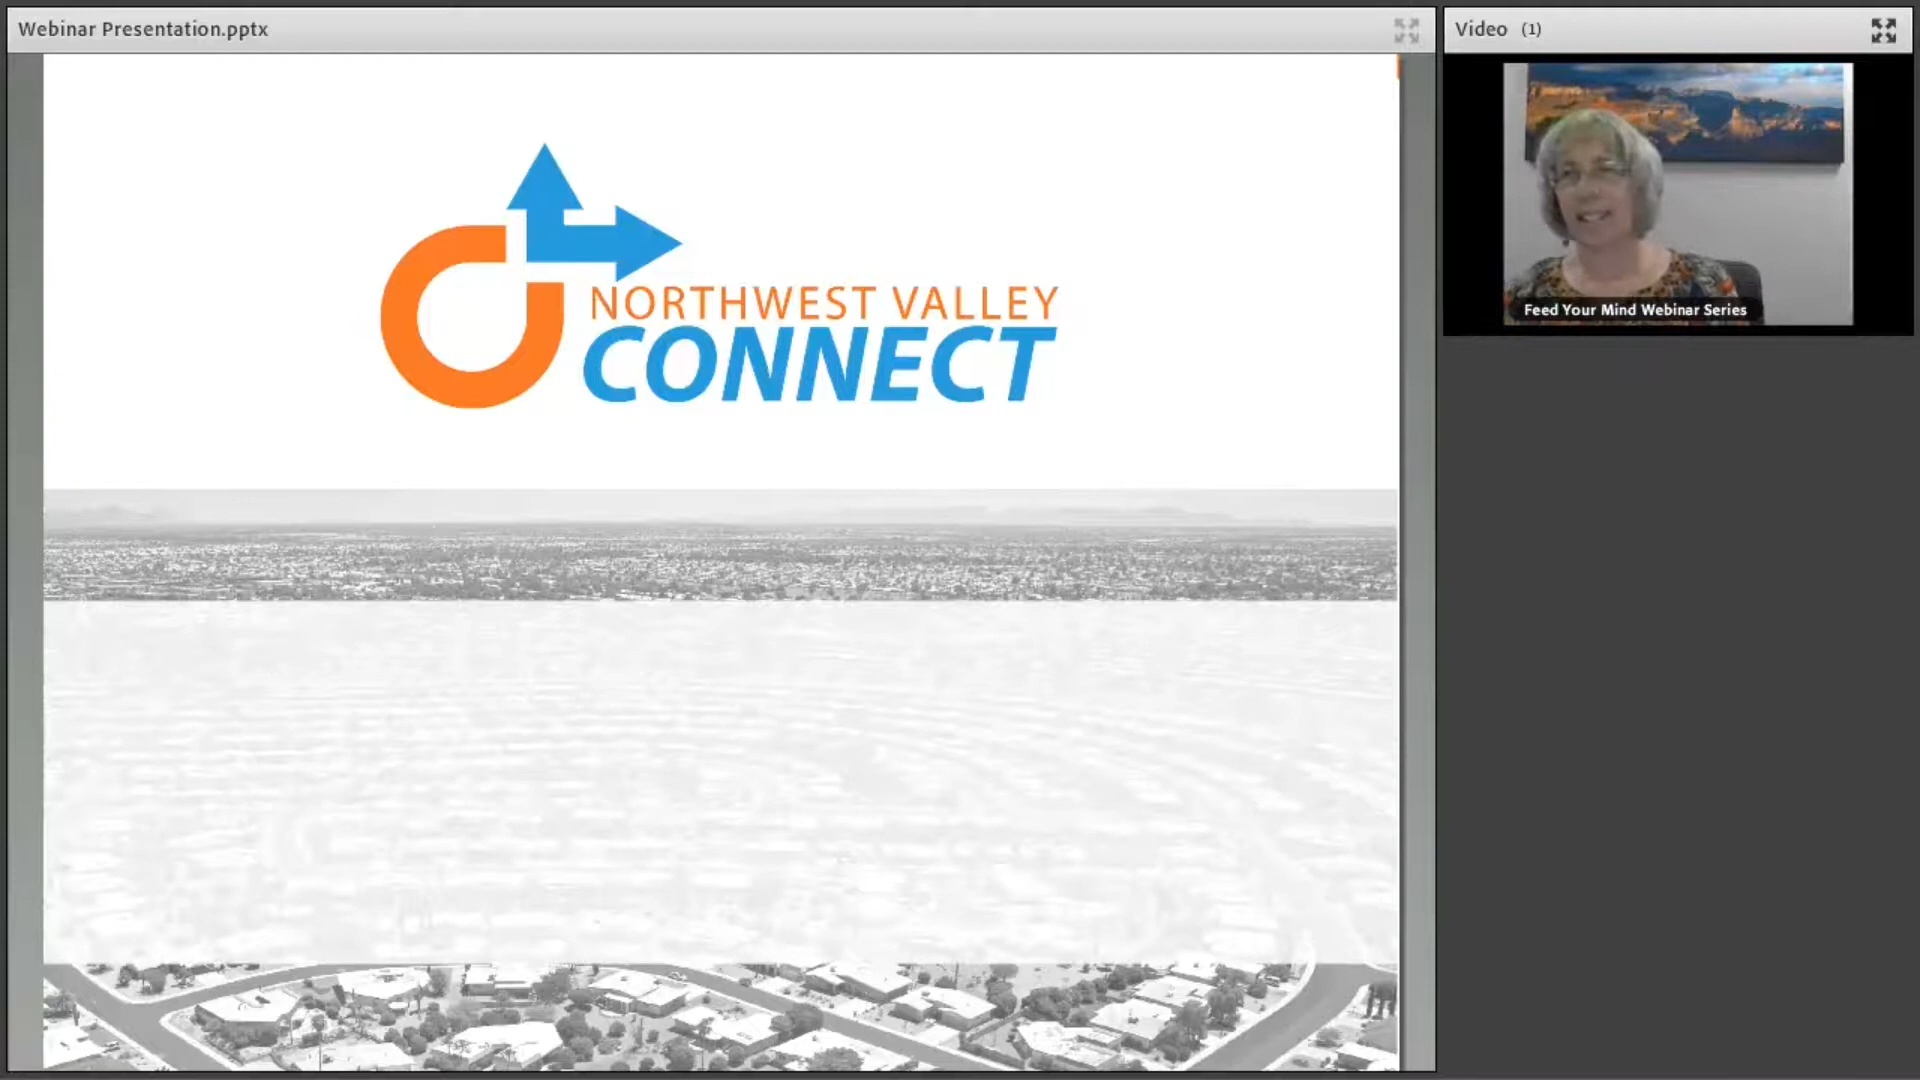 Webinar Presentation.pptx
Video (1)
NORTHWEST VALLEY
CONNECT
Feed Your Mind Webinar Series